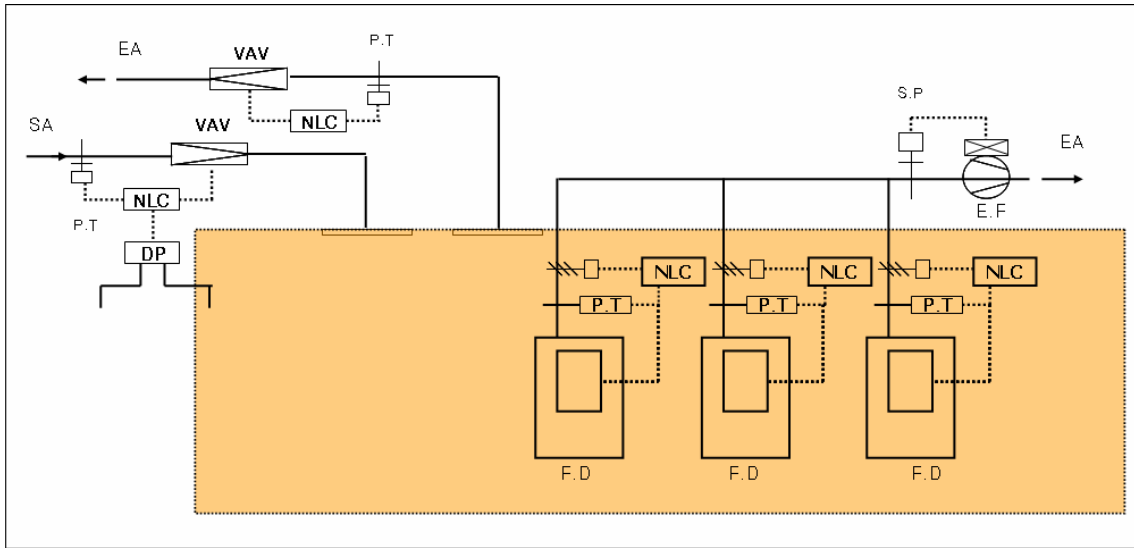 EA
VAV
P.T
NLC
SA
VAV
NLC
P.T
DP
S.P
EA
E.F
NLC
NLC
NLC
P.T
P.T
P.T
F.D
F.D
F.D